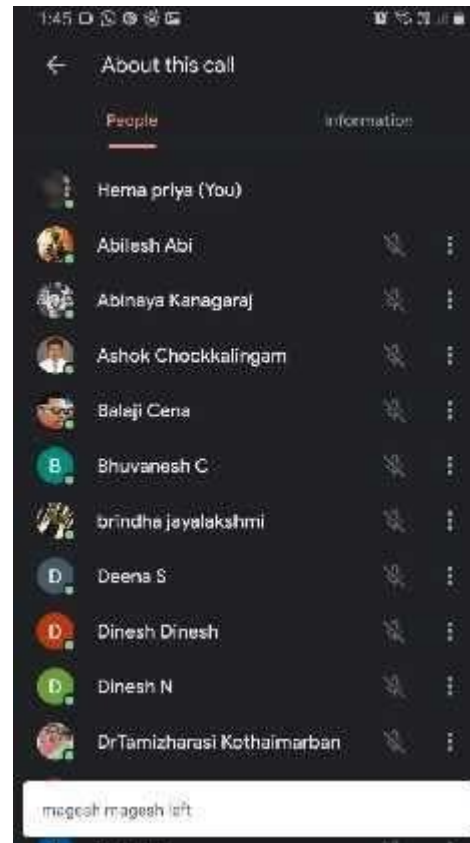 1:45
About this call
People Information
Hema priya (You)
Abilash Abi
Abinaya Kanagaraj
Ashok Chockkalingam
Balaji Cena
B Bhuvanesh C
brindha jayalakshmi
D Deena S
D Dinesh Dinesh
D Dinesh N
DrTamizharasi Kothaimarban
magesh magesh left